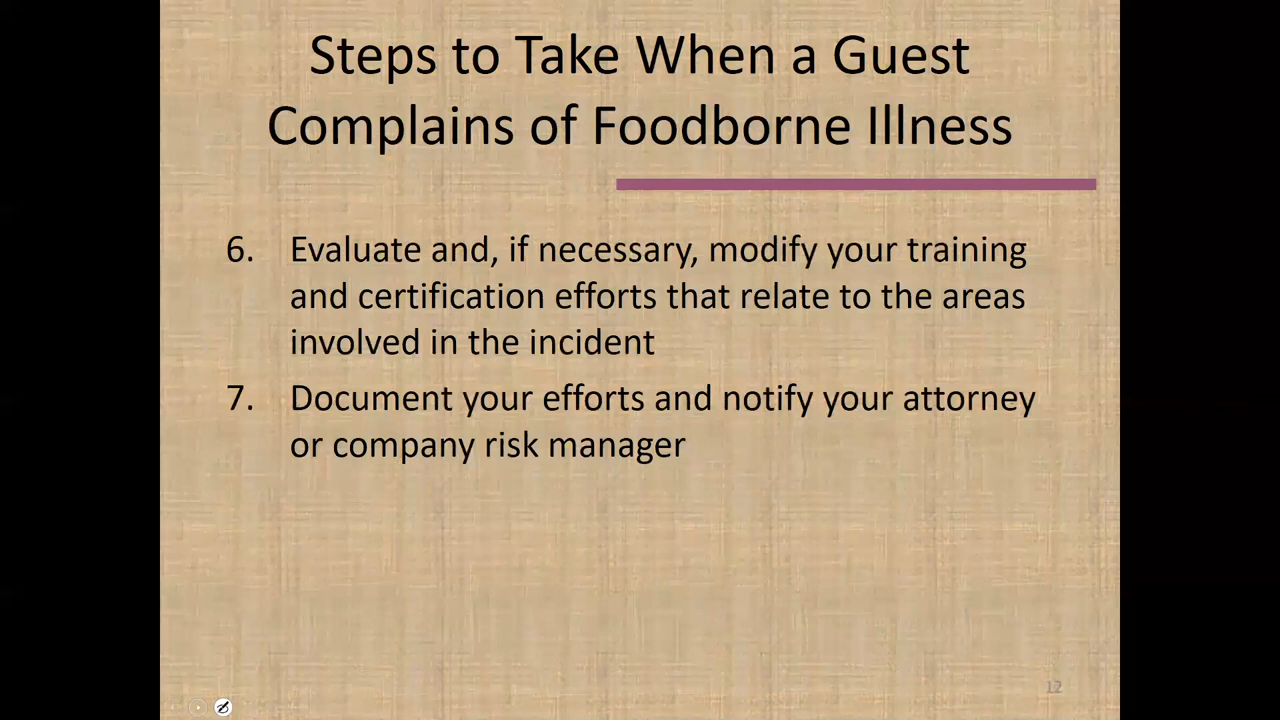 Steps to Take When a Guest
Complains of Foodborne Illness
6. Evaluate and, if necessary, modify your training
and certification efforts that relate to the areas
involved in the incident
7. Document your efforts and notify your attorney
or company risk manager
12